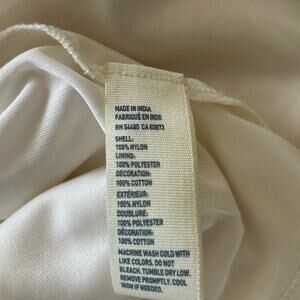 MADE IN INDIA
FABRIQUÉ EN INDE
RN 54485 CA 03973
SHELL:
100% NYLON
LINING:
100% POLYESTER
DECORATION:
100% COTTON
EXTÉRIEUR:
100% NYLON
DOUBLURE:
100% POLYESTER
DÉCORATION:
100% COTTON
MACHINE WASH COLD WITH
LIKE COLORS. DO NOT
BLEACH. TUMBLE DRY LOW.
REMOVE PROMPTLY. COOL
IRON IF NEEDED.